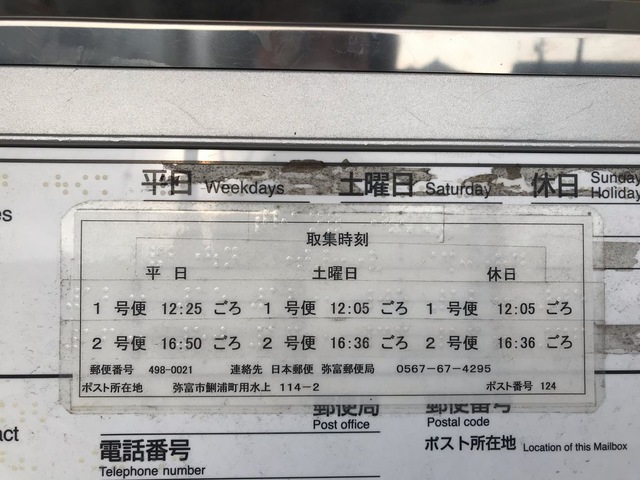 平日 Weekdays 土曜日 Saturday 休日 Sunday
Holiday
取集時刻
平 日 土曜日 休日
1 号便 12:25 ごろ 1 号便 12:05 ごろ 1 号便 12:05 ごろ
2 号便 16:50 ごろ 2 号便 16:36 ごろ 2 号便 16:36 ごろ
郵便番号 498-0021 連絡先 日本郵便 弥富郵便局 0567-67-4295
ポスト所在地 弥富市鯏浦町用水上 114-2 ポスト番号 124
郵便局 郵便番号
Post office Postal code
電話番号 ポスト所在地 Location of this Mailbox
Telephone number